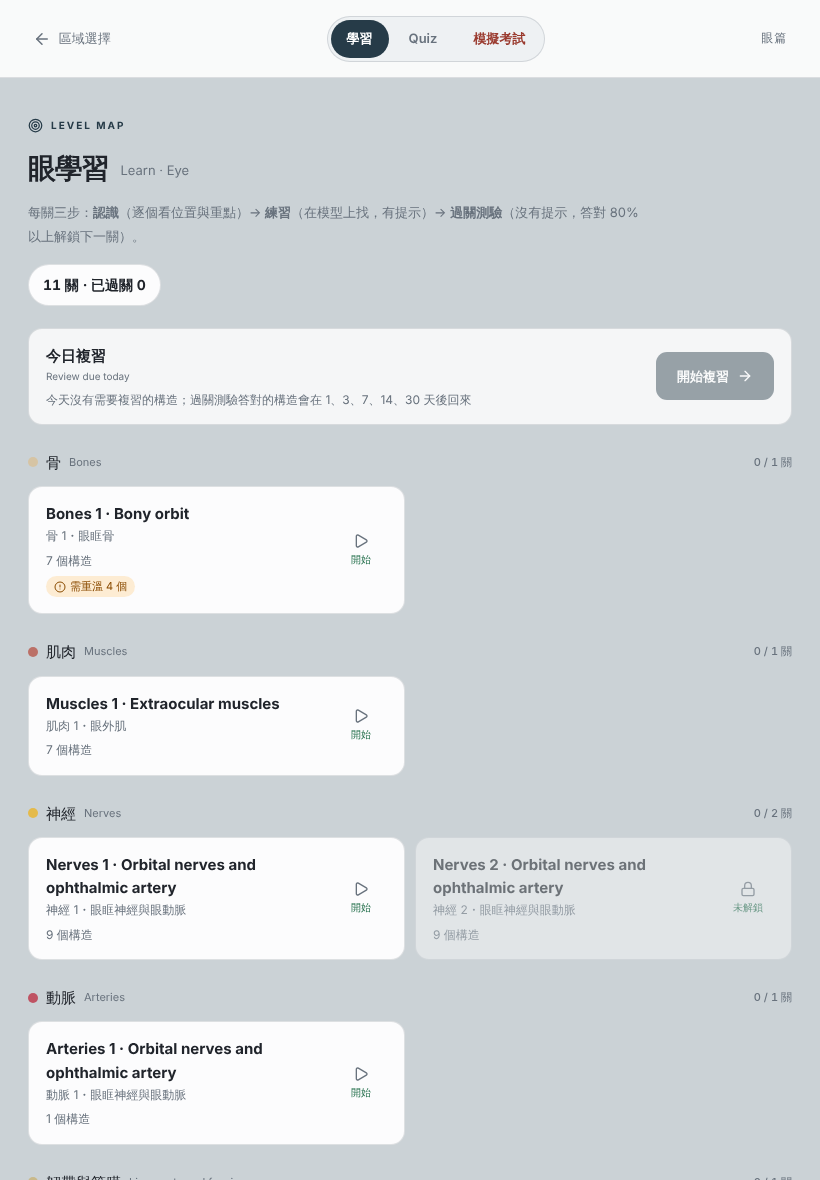 區域選擇
學習
Quiz
模擬考試
眼篇
LEVEL MAP
眼學習 Learn · Eye
每關三步：認識（逐個看位置與重點）→ 練習（在模型上找，有提示）→ 過關測驗（沒有提示，答對 80%
以上解鎖下一關）。
11 關 · 已過關 0
今日複習
Review due today
今天沒有需要複習的構造；過關測驗答對的構造會在 1、3、7、14、30 天後回來
開始複習 →
骨 Bones
0 / 1 關
Bones 1 · Bony orbit
骨 1・眼眶骨
7 個構造
需重溫 4 個
開始
肌肉 Muscles
0 / 1 關
Muscles 1 · Extraocular muscles
肌肉 1・眼外肌
7 個構造
開始
神經 Nerves
0 / 2 關
Nerves 1 · Orbital nerves and
ophthalmic artery
神經 1・眼眶神經與眼動脈
9 個構造
開始
Nerves 2 · Orbital nerves and
ophthalmic artery
神經 2・眼眶神經與眼動脈
9 個構造
未解鎖
動脈 Arteries
0 / 1 關
Arteries 1 · Orbital nerves and
ophthalmic artery
動脈 1・眼眶神經與眼動脈
1 個構造
開始